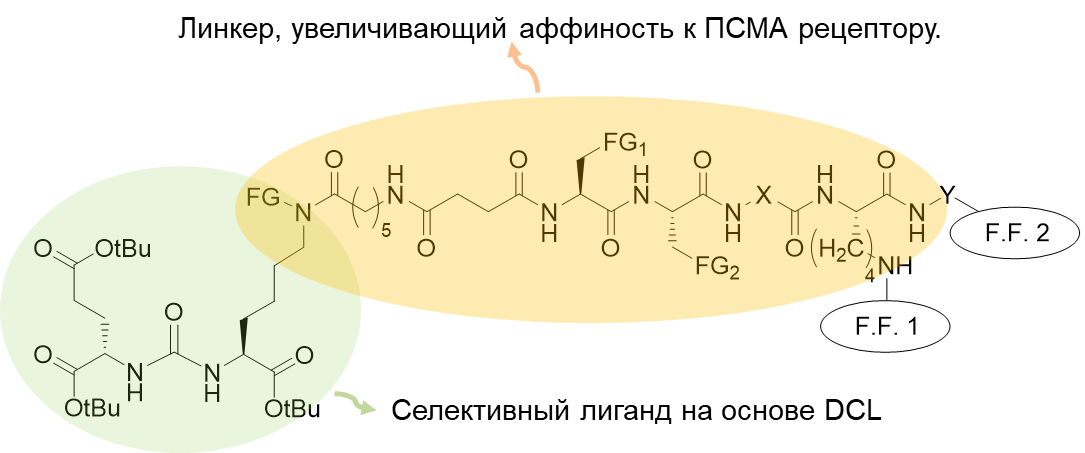 Линкер, увеличивающий аффиность к ПСМА рецептору.
FG1
O H N O H N O H N O
FG N 5 N H N H X N H Y
O O O (H2C)4 NH F.F. 2
FG2
O OtBu
O F.F. 1
O N H N H O
OtBu OtBu
Селективный лиганд на основе DCL